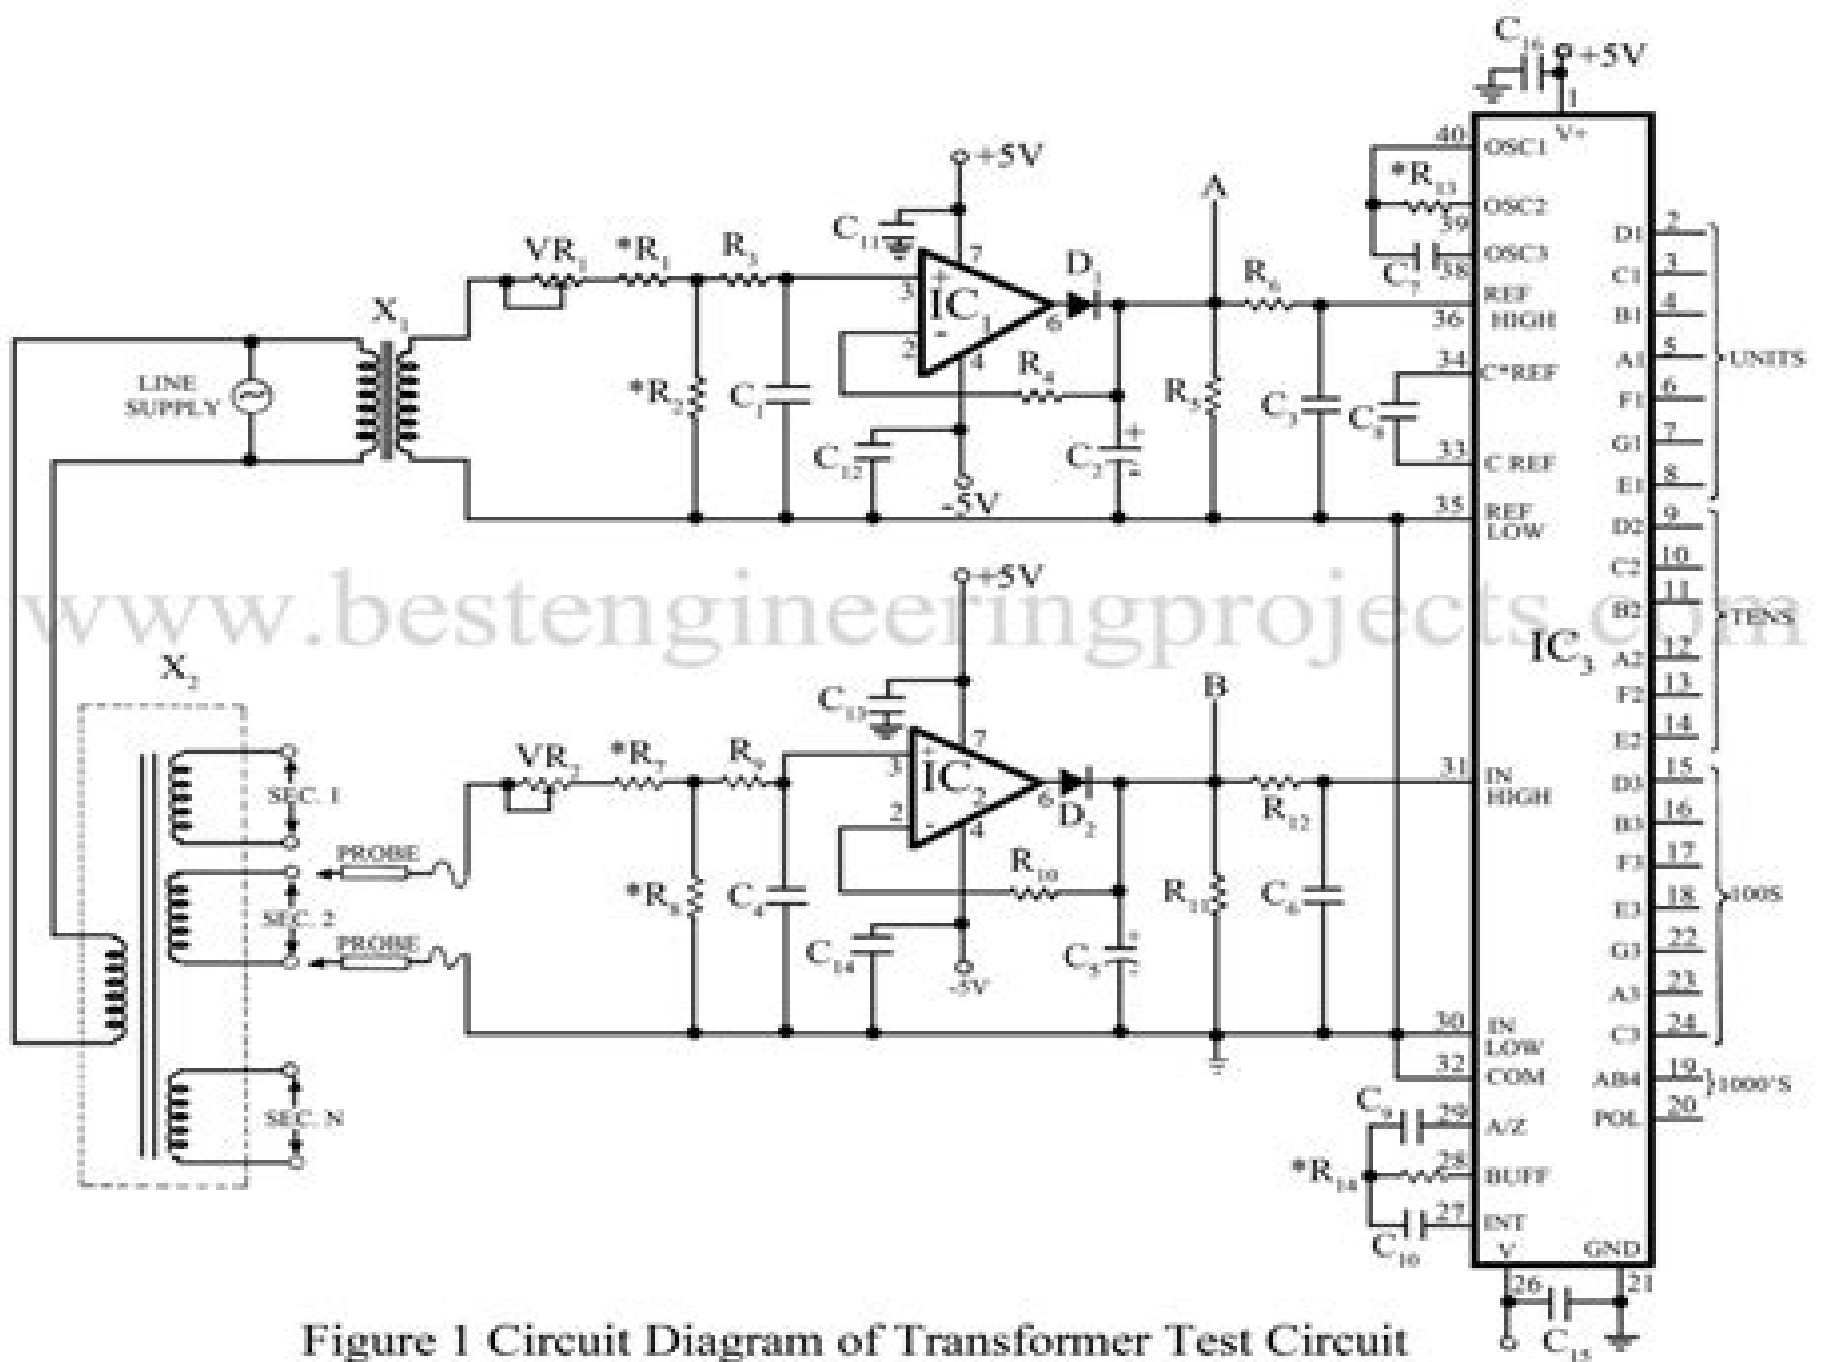 C16
+5V
1
V+
40 OSC1
*R13
OSC2
39
C7
OSC3
38
REF HIGH
36
34 C*REF
C8
33 C REF
35 REF LOW
+5V
C11
VR1 *R1 R3
7
3 +
IC1
2 -
6
4
D1
A
R6
X1
LINE SUPPLY
*R2 C1
R4
R5 C3
C12
C2 +
-
-5V
D1 2
C1 3
B1 4
A1 5
F1 6
G1 7
E1 8
UNITS
D2 9
C2 10
B2 11
A2 12
F2 13
E2 14
TENS
www.bestengineeringprojects.com
IC3
+5V
X2
C13
B
VR2 *R7 R9
7
3 +
IC2
2 -
6
4
D2
R12
31 IN HIGH
SEC. 1
PROBE
SEC. 2
PROBE
*R8 C4
R10
R11 C6
C14
C5
-5V
SEC. N
D3 15
B3 16
F3 17
E3 18
G3 22
A3 23
C3 24
100S
AB4 19
1000'S
POL 20
30 IN LOW
32 COM
C9
29 A/Z
*R14
28 BUFF
27 INT
C10
V GND
26 21
C15
Figure 1 Circuit Diagram of Transformer Test Circuit